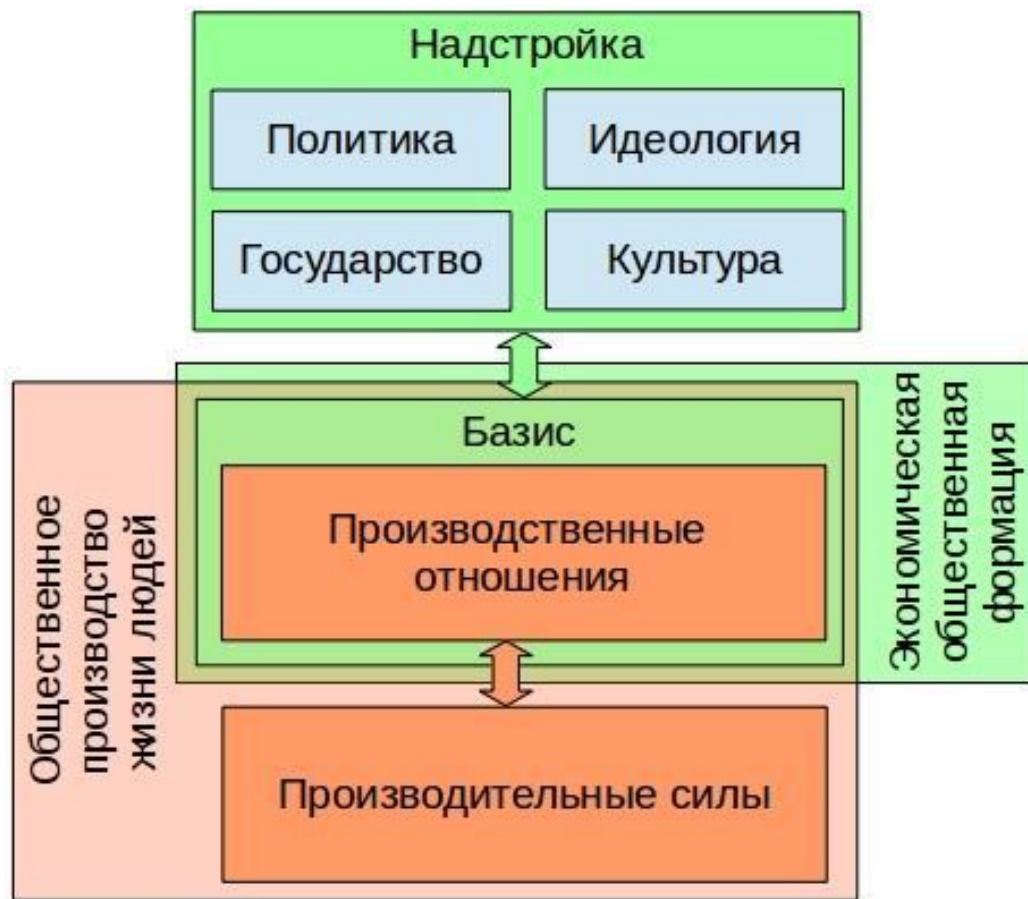 Надстройка
Политика
Идеология
Государство
Культура
Базис
Производственные
отношения
Производительные силы
Общественное
производство
жизни людей
Экономическая
общественная
формация